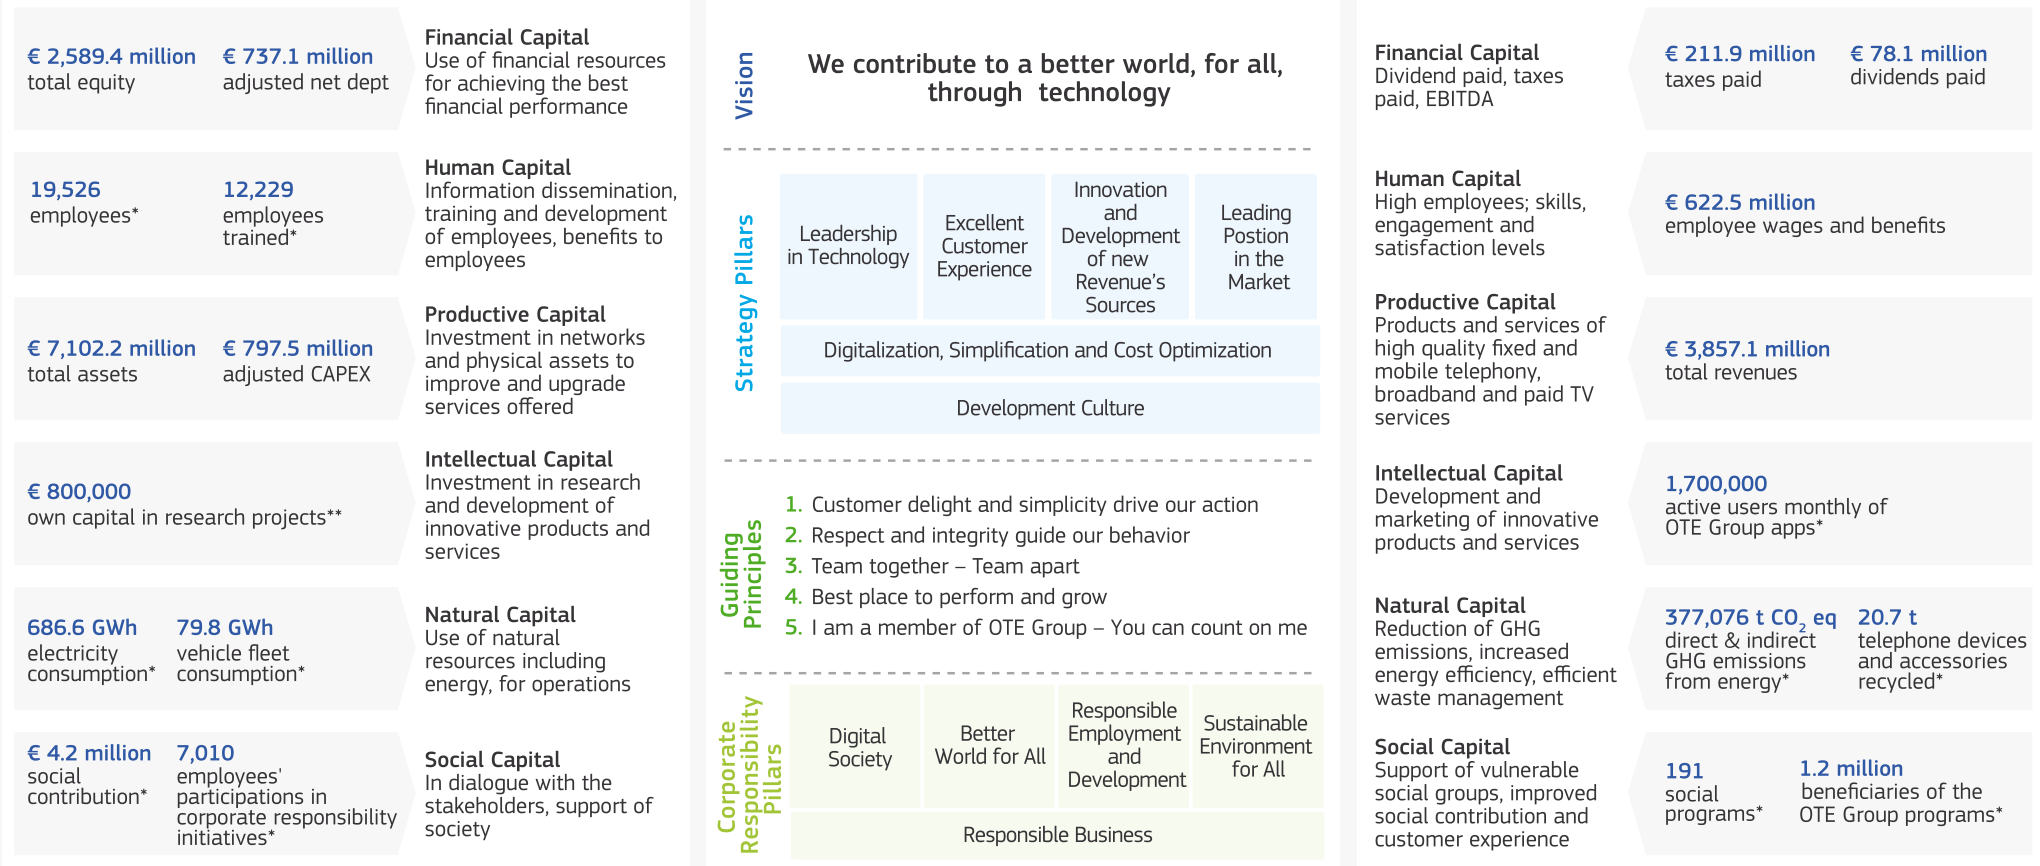 € 2,589.4 million
total equity
€ 737.1 million
adjusted net dept
Financial Capital
Use of financial resources
for achieving the best
financial performance
19,526
employees*
12,229
employees
trained*
Human Capital
Information dissemination,
training and development
of employees, benefits to
employees
€ 7,102.2 million
total assets
€ 797.5 million
adjusted CAPEX
Productive Capital
Investment in networks
and physical assets to
improve and upgrade
services offered
€ 800,000
own capital in research projects**
Intellectual Capital
Investment in research
and development of
innovative products and
services
686.6 GWh
electricity
consumption*
79.8 GWh
vehicle fleet
consumption*
Natural Capital
Use of natural
resources including
energy, for operations
€ 4.2 million
social
contribution*
7,010
employees'
participations in
corporate responsibility
initiatives*
Social Capital
In dialogue with the
stakeholders, support of
society
Vision
We contribute to a better world, for all,
through technology
Strategy Pillars
Leadership
in Technology
Excellent
Customer
Experience
Innovation
and
Development
of new
Revenue's
Sources
Leading
Postion
in the
Market
Digitalization, Simplification and Cost Optimization
Development Culture
Guiding
Principles
1. Customer delight and simplicity drive our action
2. Respect and integrity guide our behavior
3. Team together – Team apart
4. Best place to perform and grow
5. I am a member of OTE Group – You can count on me
Corporate
Responsibility
Pillars
Digital
Society
Better
World for All
Responsible
Employment
and
Development
Sustainable
Environment
for All
Responsible Business
Financial Capital
Dividend paid, taxes
paid, EBITDA
€ 211.9 million
taxes paid
€ 78.1 million
dividends paid
Human Capital
High employees; skills,
engagement and
satisfaction levels
€ 622.5 million
employee wages and benefits
Productive Capital
Products and services of
high quality fixed and
mobile telephony,
broadband and paid TV
services
€ 3,857.1 million
total revenues
Intellectual Capital
Development and
marketing of innovative
products and services
1,700,000
active users monthly of
OTE Group apps*
Natural Capital
Reduction of GHG
emissions, increased
energy efficiency, efficient
waste management
377,076 t CO2 eq
direct & indirect
GHG emissions
from energy*
20.7 t
telephone devices
and accessories
recycled*
Social Capital
Support of vulnerable
social groups, improved
social contribution and
customer experience
191
social
programs*
1.2 million
beneficiaries of the
OTE Group programs*